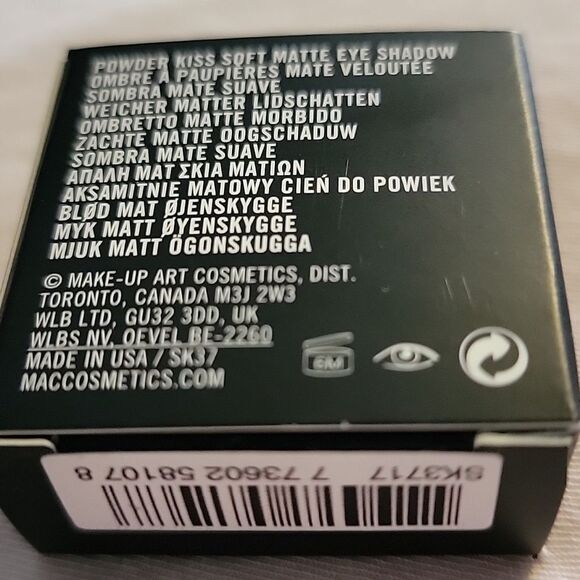 POWDER KISS SOFT MATTE EYE SHADOW
OMBRE À PAUPIÈRES MATE VELOUTÉE
SOMBRA MATE SUAVE
WEICHER MATTER LIDSCHATTEN
OMBRETTO MATTE MORBIDO
ZACHTE MATTE OOGSCHADUW
SOMBRA MATE SUAVE
ΑΠΑΛΗ ΜΑΤ ΣΚΙΑ ΜΑΤΙΩΝ
AKSAMITNIE MATOWY CIEŃ DO POWIEK
BLØD MAT ØJENSKYGGE
MYK MATT ØYENSKYGGE
MJUK MATT ÖGONSKUGGA
© MAKE-UP ART COSMETICS, DIST.
TORONTO, CANADA M3J 2W3
WLB LTD, GU32 3DD, UK
WLBS NV. OEVEL BE-2260
MADE IN USA / SK37
MACCOSMETICS.COM
SK3717
7 73602 58107 8